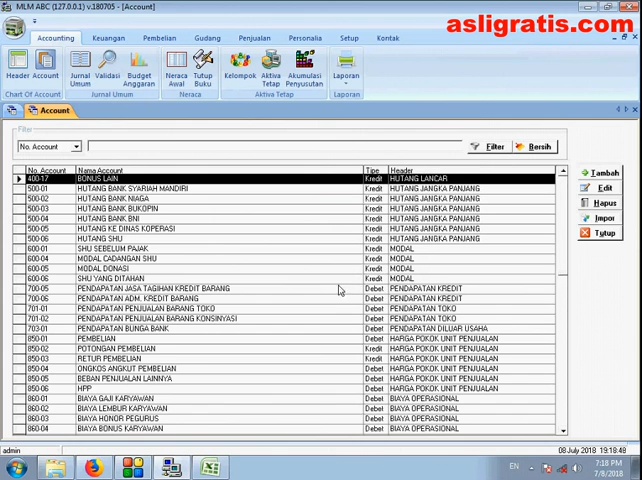 MLM ABC (127.0.0.1) v.180705 - [Account]
asligratis.com
Accounting Keuangan Pembelian Gudang Penjualan Personalia Setup Kontak
Header Account Jurnal Umum Validasi Budget Anggaran Neraca Awal Tutup Buku Kelompok Aktiva Tetap Akumulasi Penyusutan Laporan
Chart Of Account Jurnal Umum Neraca Aktiva Tetap Laporan
Account
Filter
No. Account Filter Bersih
No. Account Nama Account Tipe Header
400-17 BONUS LAIN Kredit HUTANG LANCAR
500-01 HUTANG BANK SYARIAH MANDIRI Kredit HUTANG JANGKA PANJANG
500-02 HUTANG BANK NIAGA Kredit HUTANG JANGKA PANJANG
500-03 HUTANG BANK BUKOPIN Kredit HUTANG JANGKA PANJANG
500-04 HUTANG BANK BNI Kredit HUTANG JANGKA PANJANG
500-05 HUTANG KE DINAS KOPERASI Kredit HUTANG JANGKA PANJANG
500-06 HUTANG SHU Kredit HUTANG JANGKA PANJANG
600-01 SHU SEBELUM PAJAK Kredit MODAL
600-04 MODAL CADANGAN SHU Kredit MODAL
600-05 MODAL DONASI Kredit MODAL
600-06 SHU YANG DITAHAN Kredit MODAL
700-05 PENDAPATAN JASA TAGIHAN KREDIT BARANG Debet PENDAPATAN KREDIT
700-06 PENDAPATAN ADM. KREDIT BARANG Debet PENDAPATAN KREDIT
701-01 PENDAPATAN PENJUALAN BARANG TOKO Debet PENDAPATAN TOKO
701-02 PENDAPATAN PENJUALAN BARANG KONSINYASI Debet PENDAPATAN TOKO
703-01 PENDAPATAN BUNGA BANK Debet PENDAPATAN DILUAR USAHA
850-01 PEMBELIAN Debet HARGA POKOK UNIT PENJUALAN
850-02 POTONGAN PEMBELIAN Kredit HARGA POKOK UNIT PENJUALAN
850-03 RETUR PEMBELIAN Kredit HARGA POKOK UNIT PENJUALAN
850-04 ONGKOS ANGKUT PEMBELIAN Debet HARGA POKOK UNIT PENJUALAN
850-05 BEBAN PENJUALAN LAINNYA Debet HARGA POKOK UNIT PENJUALAN
850-06 HPP Debet HARGA POKOK UNIT PENJUALAN
860-01 BIAYA GAJI KARYAWAN Debet BIAYA OPERASIONAL
860-02 BIAYA LEMBUR KARYAWAN Debet BIAYA OPERASIONAL
860-03 BIAYA HONOR PEGURUS Debet BIAYA OPERASIONAL
860-04 BIAYA BONUS KARYAWAN Debet BIAYA OPERASIONAL
Tambah
Edit
Hapus
Impor
Tutup
admin 08 July 2018 19:18:48
EN 7:18 PM
7/8/2018